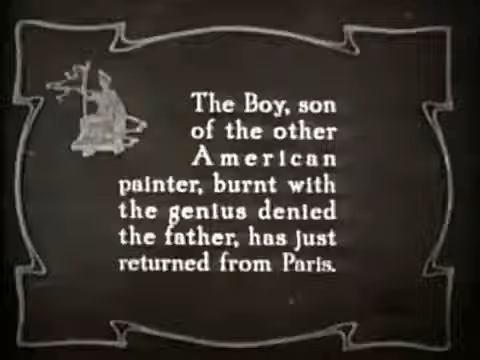 The Boy, son
of the other
American
painter, burnt with
the genius denied
the father, has just
returned from Paris.